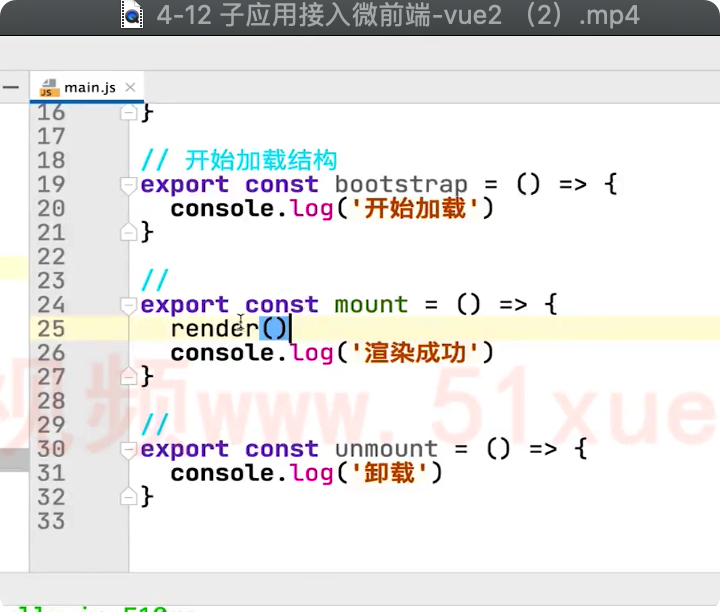 4-12 子应用接入微前端-vue2 （2）.mp4
JS main.js ×
16 }
17
18 // 开始加载结构
19 export const bootstrap = () => {
20 console.log('开始加载')
21 }
22
23 //
24 export const mount = () => {
25 render()
26 console.log('渲染成功')
27 }
28
29 //
30 export const unmount = () => {
31 console.log('卸载')
32 }
33
视频www.51xue